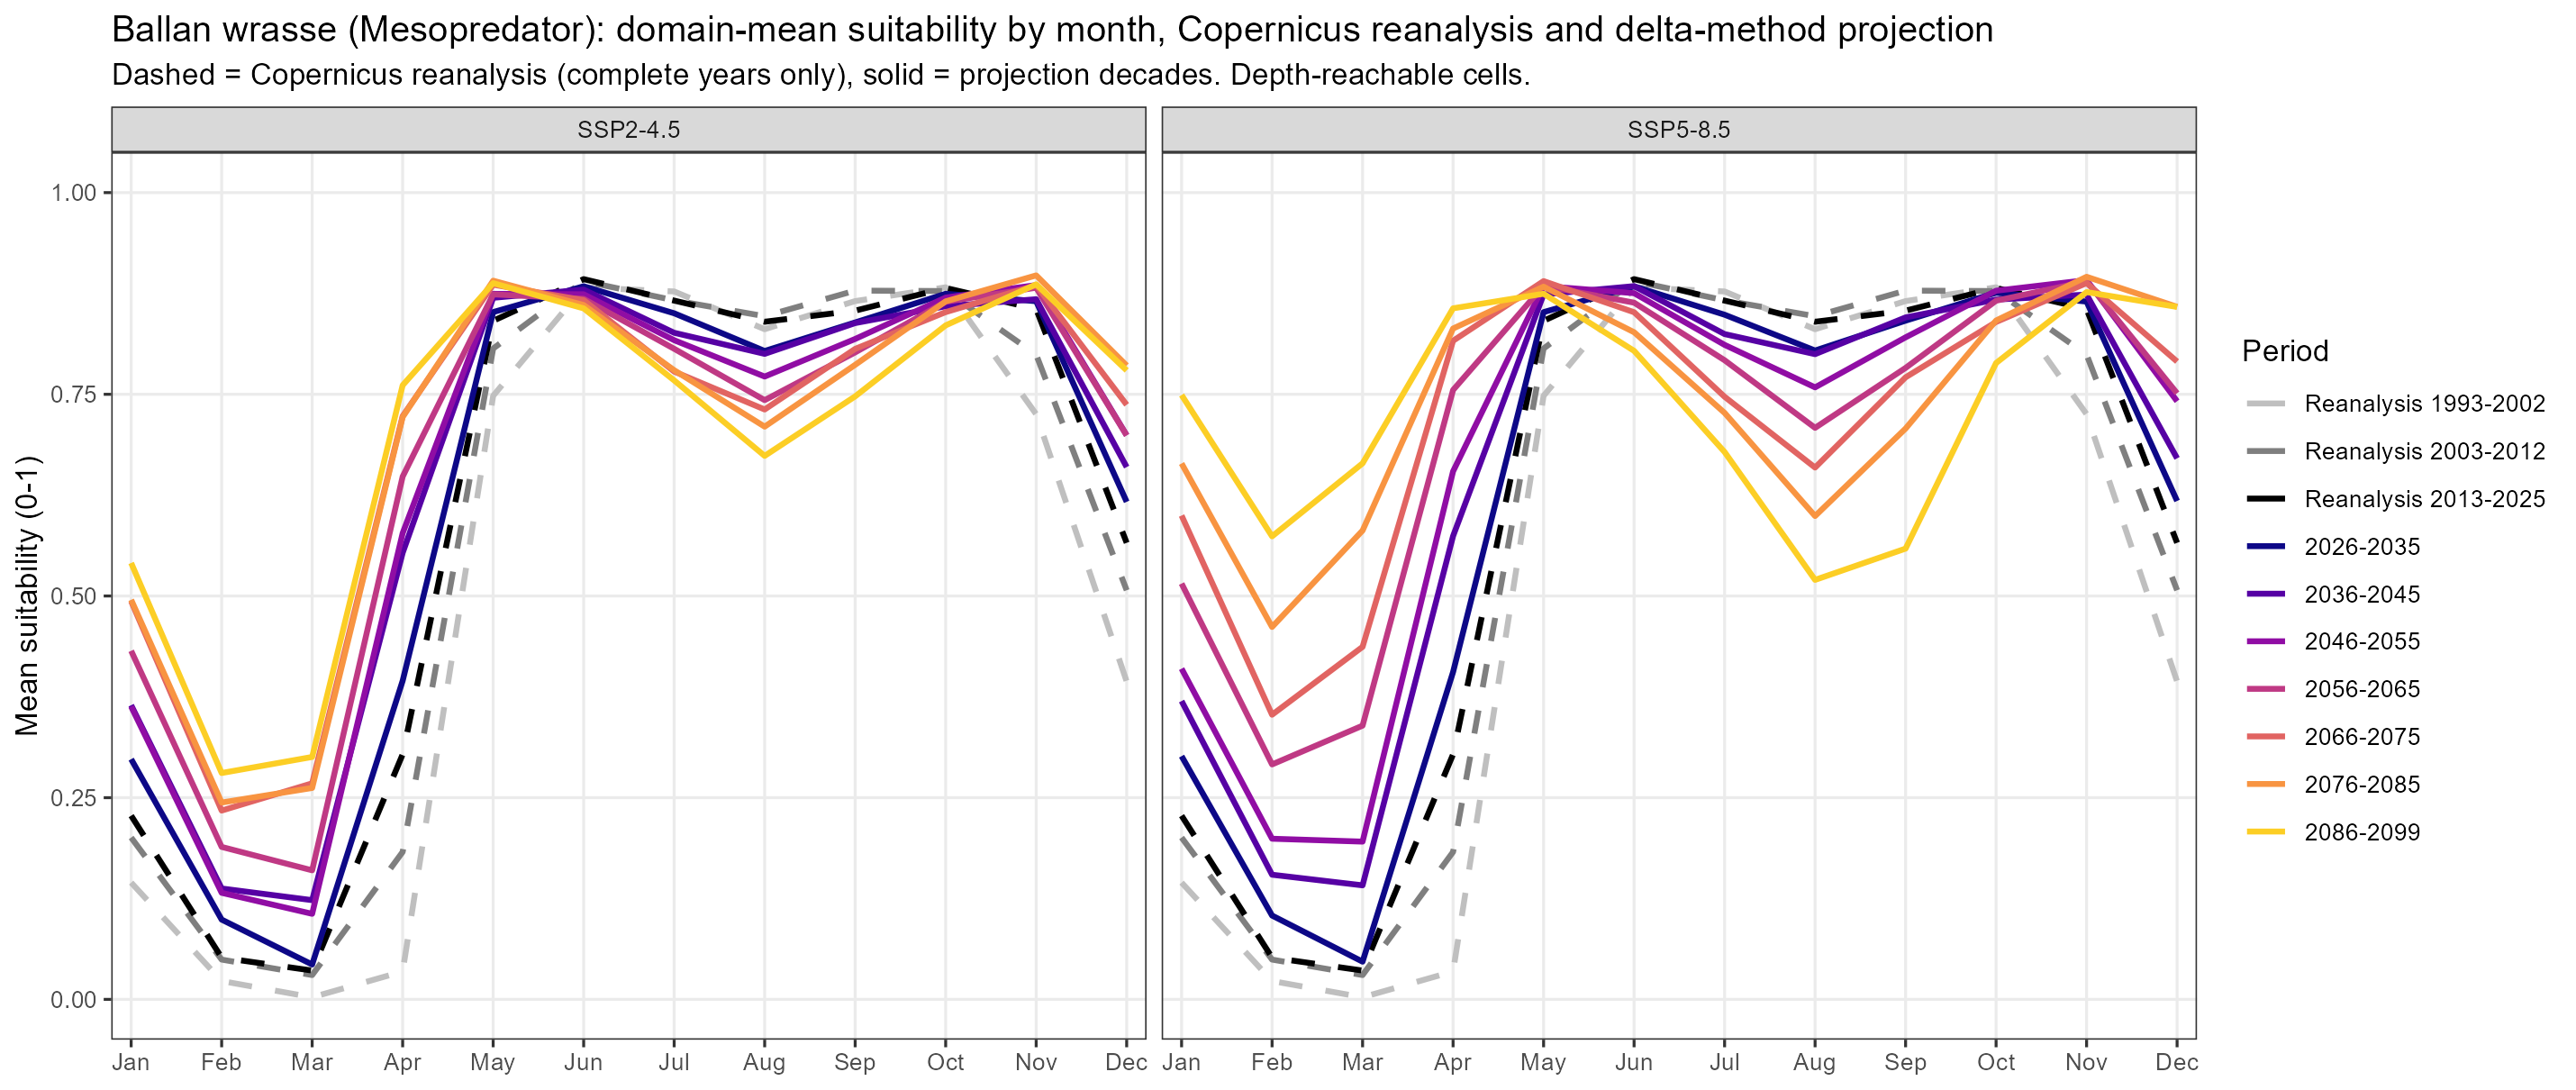 Ballan wrasse (Mesopredator): domain-mean suitability by month, Copernicus reanalysis and delta-method projection
Dashed = Copernicus reanalysis (complete years only), solid = projection decades. Depth-reachable cells.
SSP2-4.5
SSP5-8.5
Mean suitability (0-1)
1.00
0.75
0.50
0.25
0.00
Jan Feb Mar Apr May Jun Jul Aug Sep Oct Nov Dec
Jan Feb Mar Apr May Jun Jul Aug Sep Oct Nov Dec
Period
Reanalysis 1993-2002
Reanalysis 2003-2012
Reanalysis 2013-2025
2026-2035
2036-2045
2046-2055
2056-2065
2066-2075
2076-2085
2086-2099